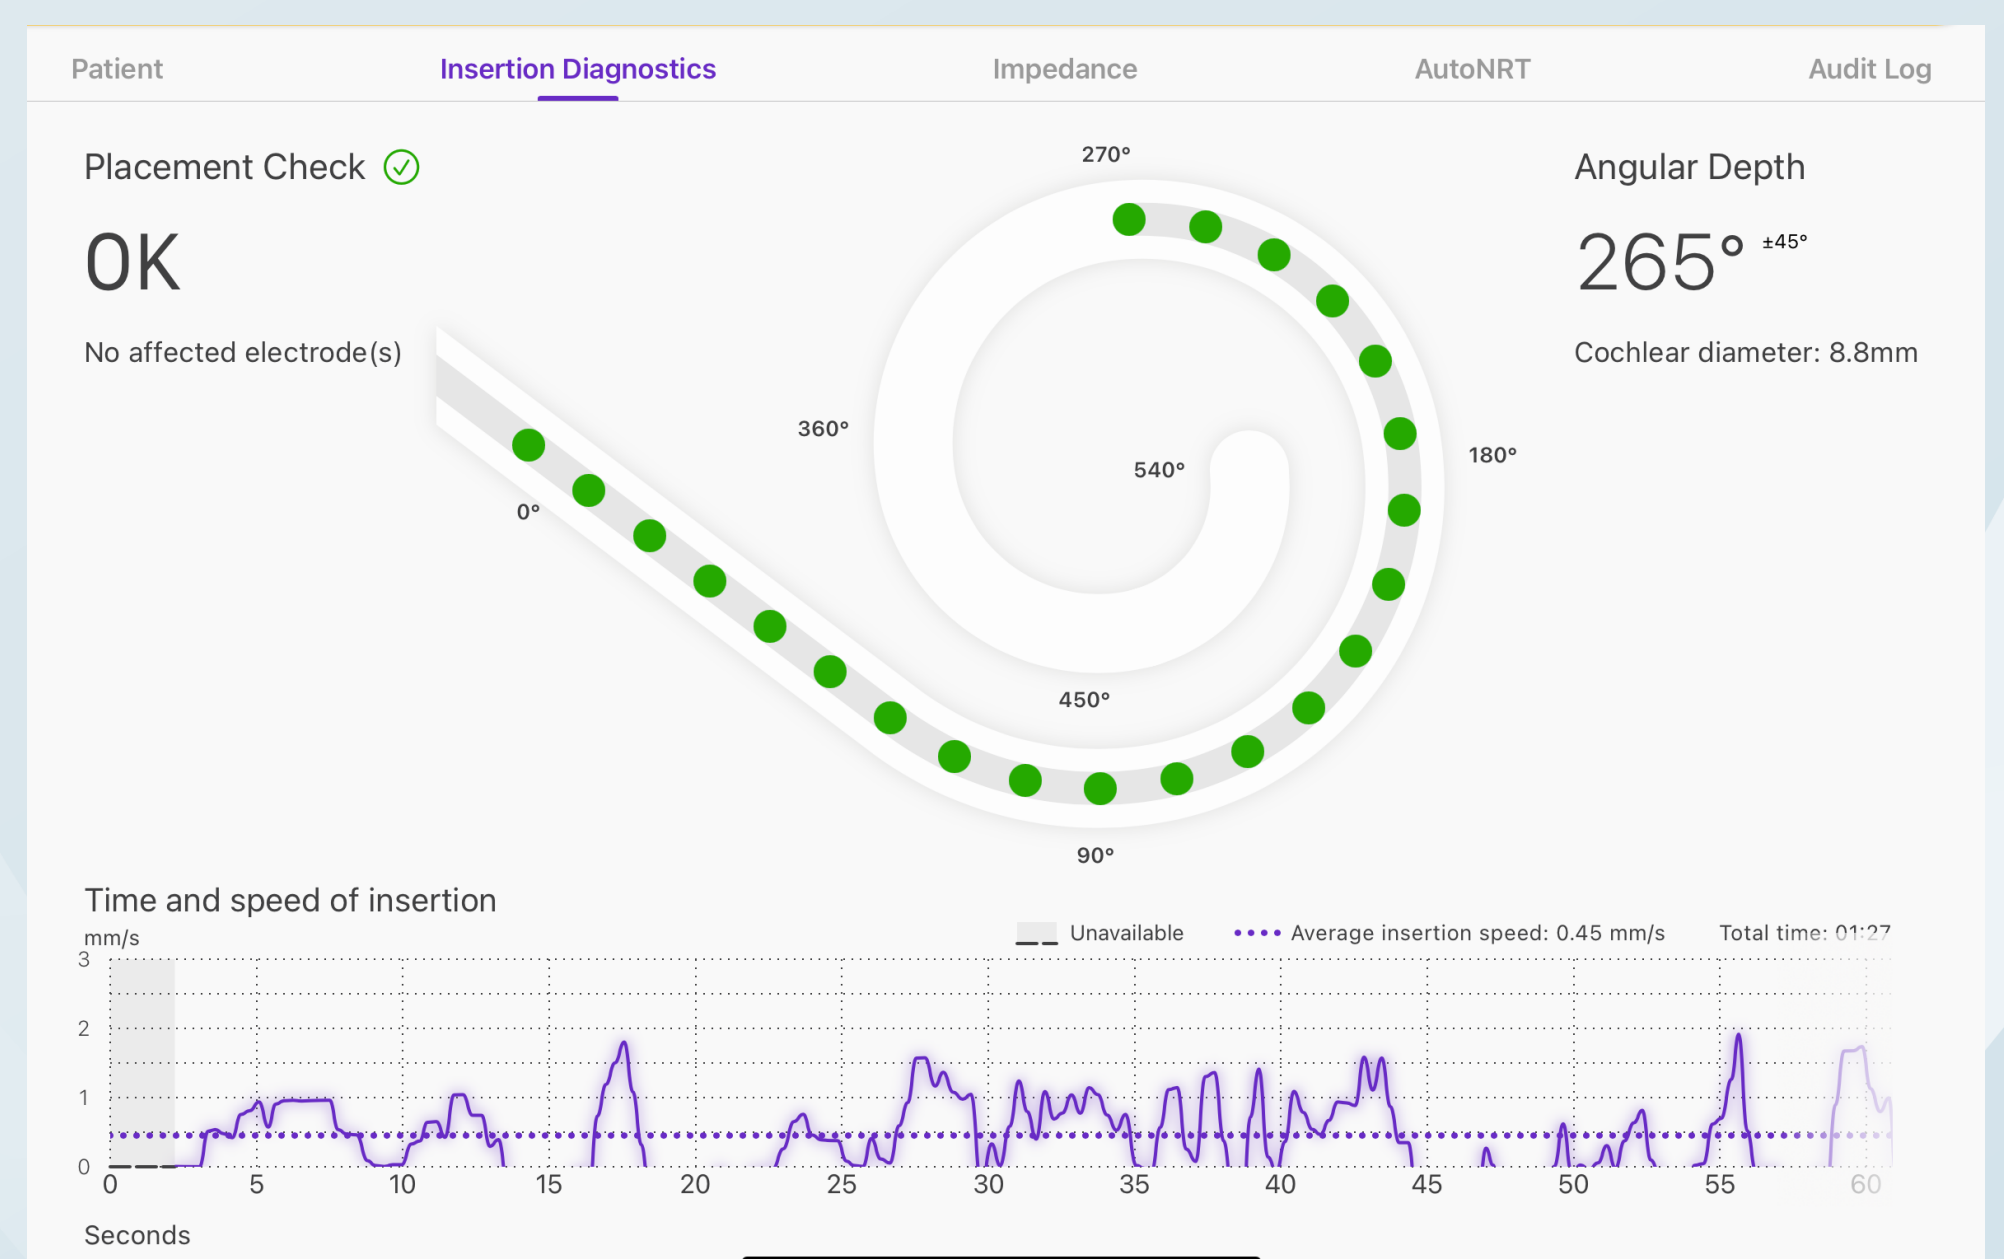 Patient
Insertion Diagnostics
Impedance
AutoNRT
Audit Log
Placement Check
OK
No affected electrode(s)
270°
360°
540°
180°
0°
450°
90°
Angular Depth
265° ±45°
Cochlear diameter: 8.8mm
Time and speed of insertion
mm/s
Unavailable
Average insertion speed: 0.45 mm/s
Total time: 01:27
3
2
1
0
0 5 10 15 20 25 30 35 40 45 50 55 60
Seconds